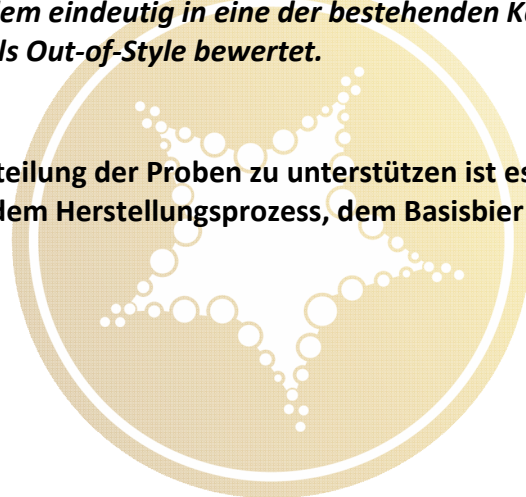 dem eindeutig in eine der bestehenden
ls Out-of-Style bewertet.
teilung der Proben zu unterstützen ist es
dem Herstellungsprozess, dem Basisbier